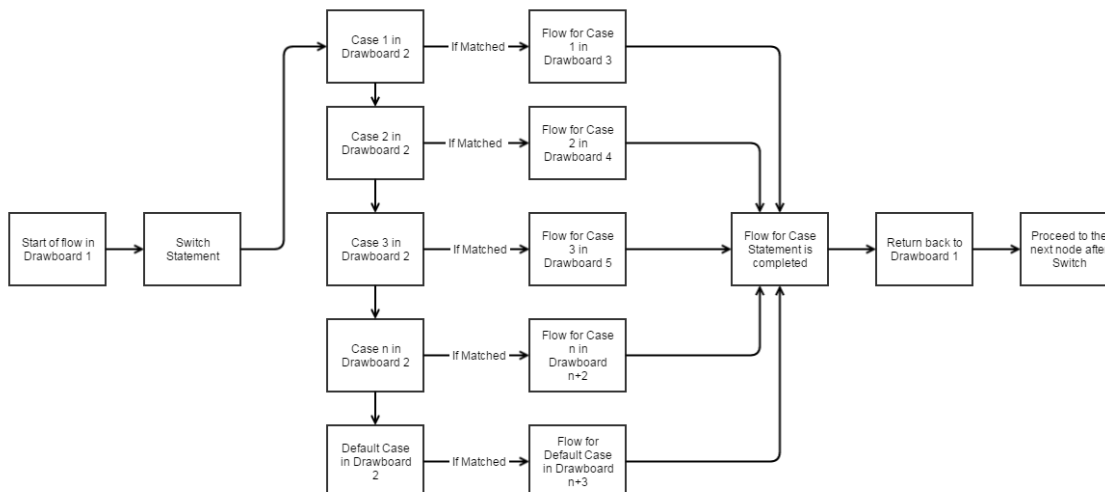 Case 1 in
Drawboard 2
If Matched
Flow for Case
1 in
Drawboard 3
Case 2 in
Drawboard 2
If Matched
Flow for Case
2 in
Drawboard 4
Start of flow in
Drawboard 1
Switch
Statement
Case 3 in
Drawboard 2
If Matched
Flow for Case
3 in
Drawboard 5
Flow for Case
Statement is
completed
Return back to
Drawboard 1
Proceed to the
next node after
Switch
Case n in
Drawboard 2
If Matched
Flow for Case
n in
Drawboard
n+2
Default Case
in Drawboard
2
If Matched
Flow for
Default Case
in Drawboard
n+3